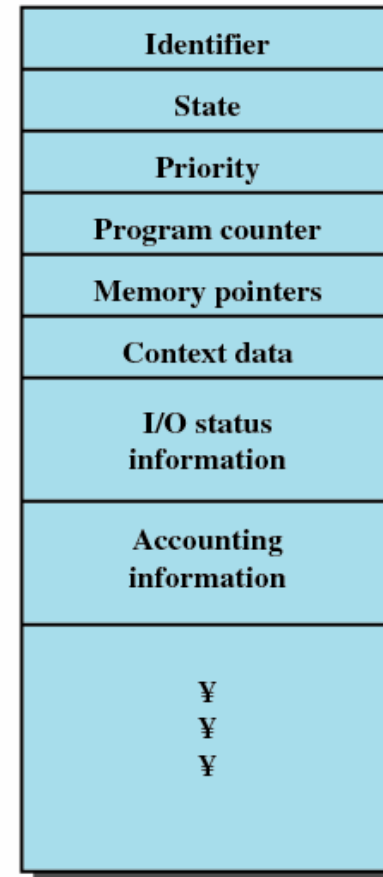 Identifier
State
Priority
Program counter
Memory pointers
Context data
I/O status
information
Accounting
information
¥
¥
¥